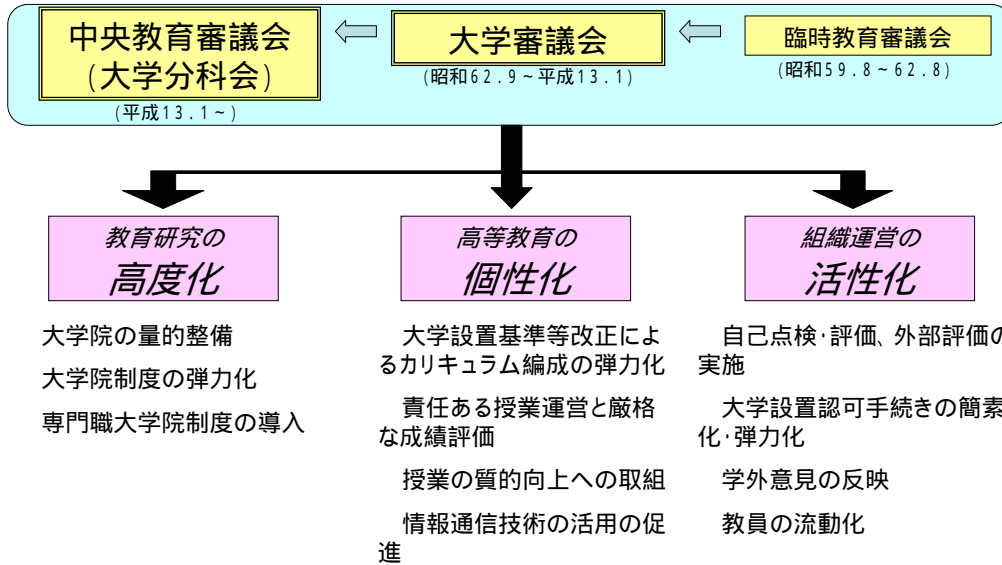 中央教育審議会
(大学分科会)
(平成13.1~)
大学審議会
(昭和62.9~平成13.1)
臨時教育審議会
(昭和59.8~62.8)
教育研究の
高度化
大学院の量的整備
大学院制度の弾力化
専門職大学院制度の導入
高等教育の
個性化
大学設置基準等改正によ
るカリキュラム編成の弾力化
責任ある授業運営と厳格
な成績評価
授業の質的向上への取組
情報通信技術の活用の促
進
組織運営の
活性化
自己点検・評価、外部評価の
実施
大学設置認可手続きの簡素
化・弾力化
学外意見の反映
教員の流動化